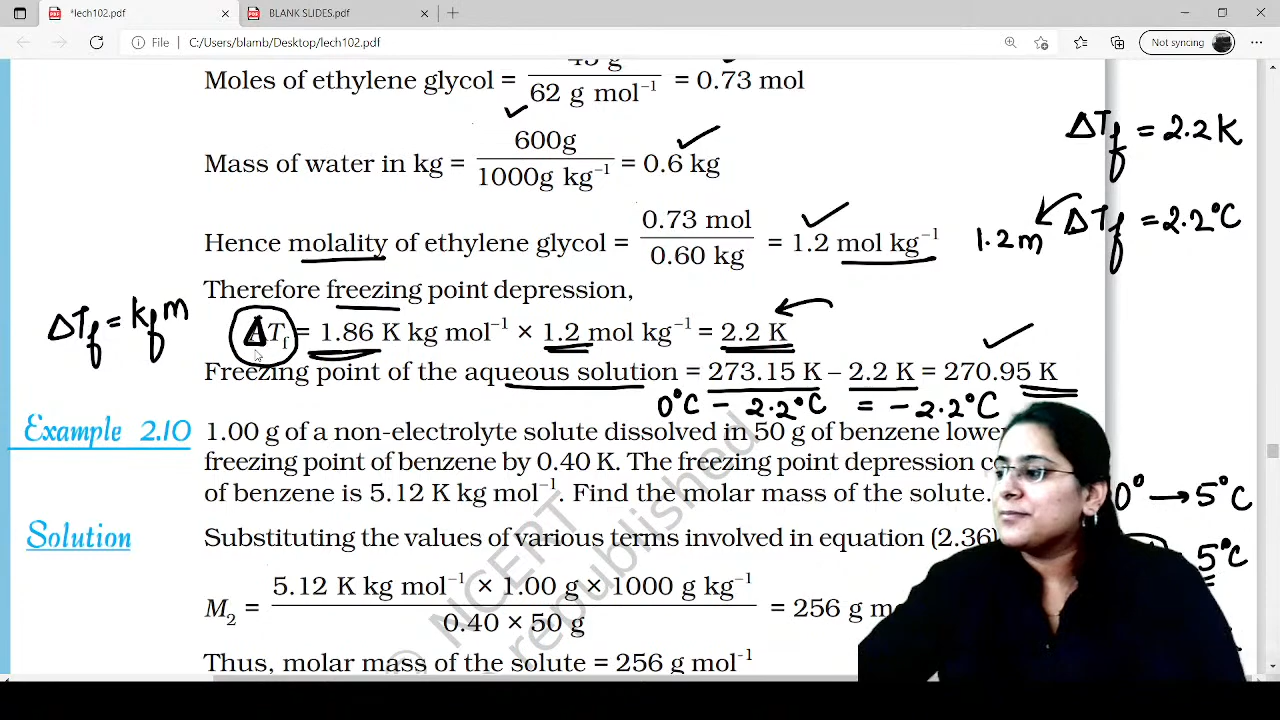 *lech102.pdf
BLANK SLIDES.pdf
File C:/Users/blamb/Desktop/lech102.pdf
Not syncing
Moles of ethylene glycol = 45 g / 62 g mol⁻¹ = 0.73 mol
Mass of water in kg = 600g / 1000g kg⁻¹ = 0.6 kg
ΔTf = 2.2 K
Hence molality of ethylene glycol = 0.73 mol / 0.60 kg = 1.2 mol kg⁻¹
1.2 m ΔTf = 2.2°C
Therefore freezing point depression,
ΔTf = kf m
ΔTf = 1.86 K kg mol⁻¹ × 1.2 mol kg⁻¹ = 2.2 K
Freezing point of the aqueous solution = 273.15 K – 2.2 K = 270.95 K
0°C - 2.2°C = -2.2°C
Example 2.10 1.00 g of a non-electrolyte solute dissolved in 50 g of benzene
freezing point of benzene by 0.40 K. The freezing point depression
of benzene is 5.12 K kg mol⁻¹. Find the molar mass of the solute.
0° → 5°C
Solution Substituting the values of various terms involved in equation (2.36)
5°C
M₂ = 5.12 K kg mol⁻¹ × 1.00 g × 1000 g kg⁻¹ / 0.40 × 50 g = 256 g
Thus, molar mass of the solute = 256 g mol⁻¹
© NCERT
republished